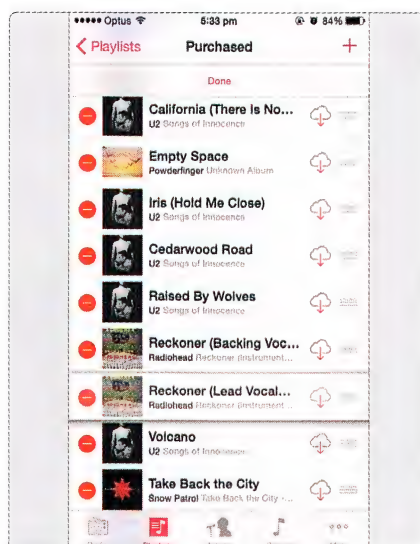 ●●●●● Optus 5:33 pm 84%
Playlists Purchased +
Done
California (There Is No...
U2 Songs of Innocence
Empty Space
Powderfinger Unknown Album
Iris (Hold Me Close)
U2 Songs of Innocence
Cedarwood Road
U2 Songs of Innocence
Raised By Wolves
U2 Songs of Innocence
Reckoner (Backing Voc...
Radiohead Reckoner (Instrument...
Reckoner (Lead Vocal...
Radiohead Reckoner (Instrument...
Volcano
U2 Songs of Innocence
Take Back the City
Snow Patrol Take Back the City -...